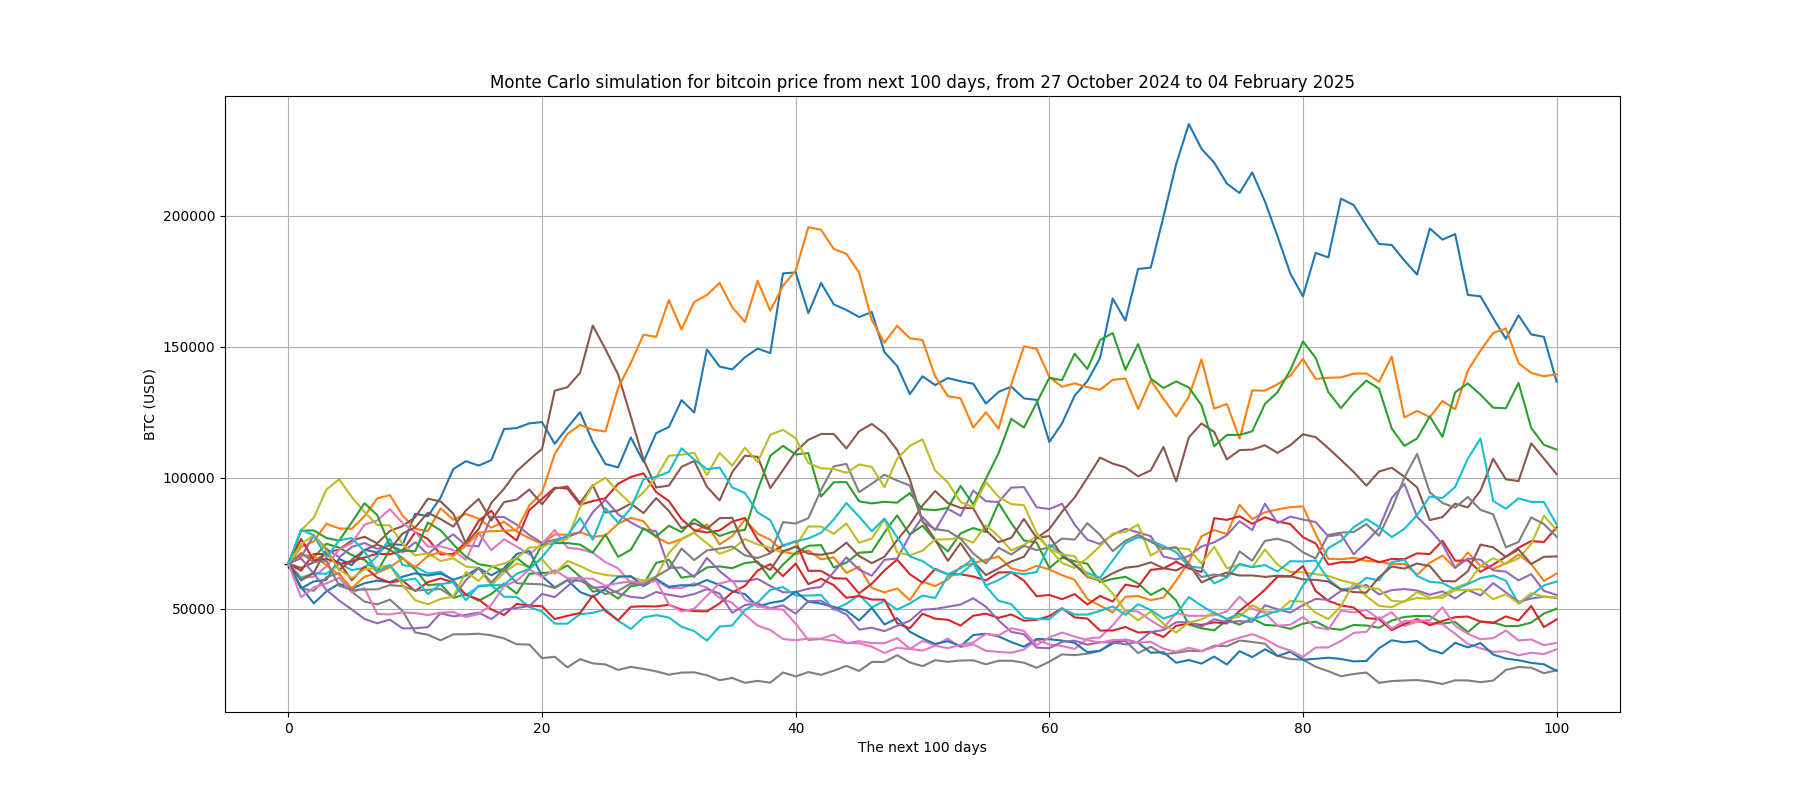 Monte Carlo simulation for bitcoin price from next 100 days, from 27 October 2024 to 04 February 2025
200000
150000
100000
50000
BTC (USD)
0 20 40 60 80 100
The next 100 days